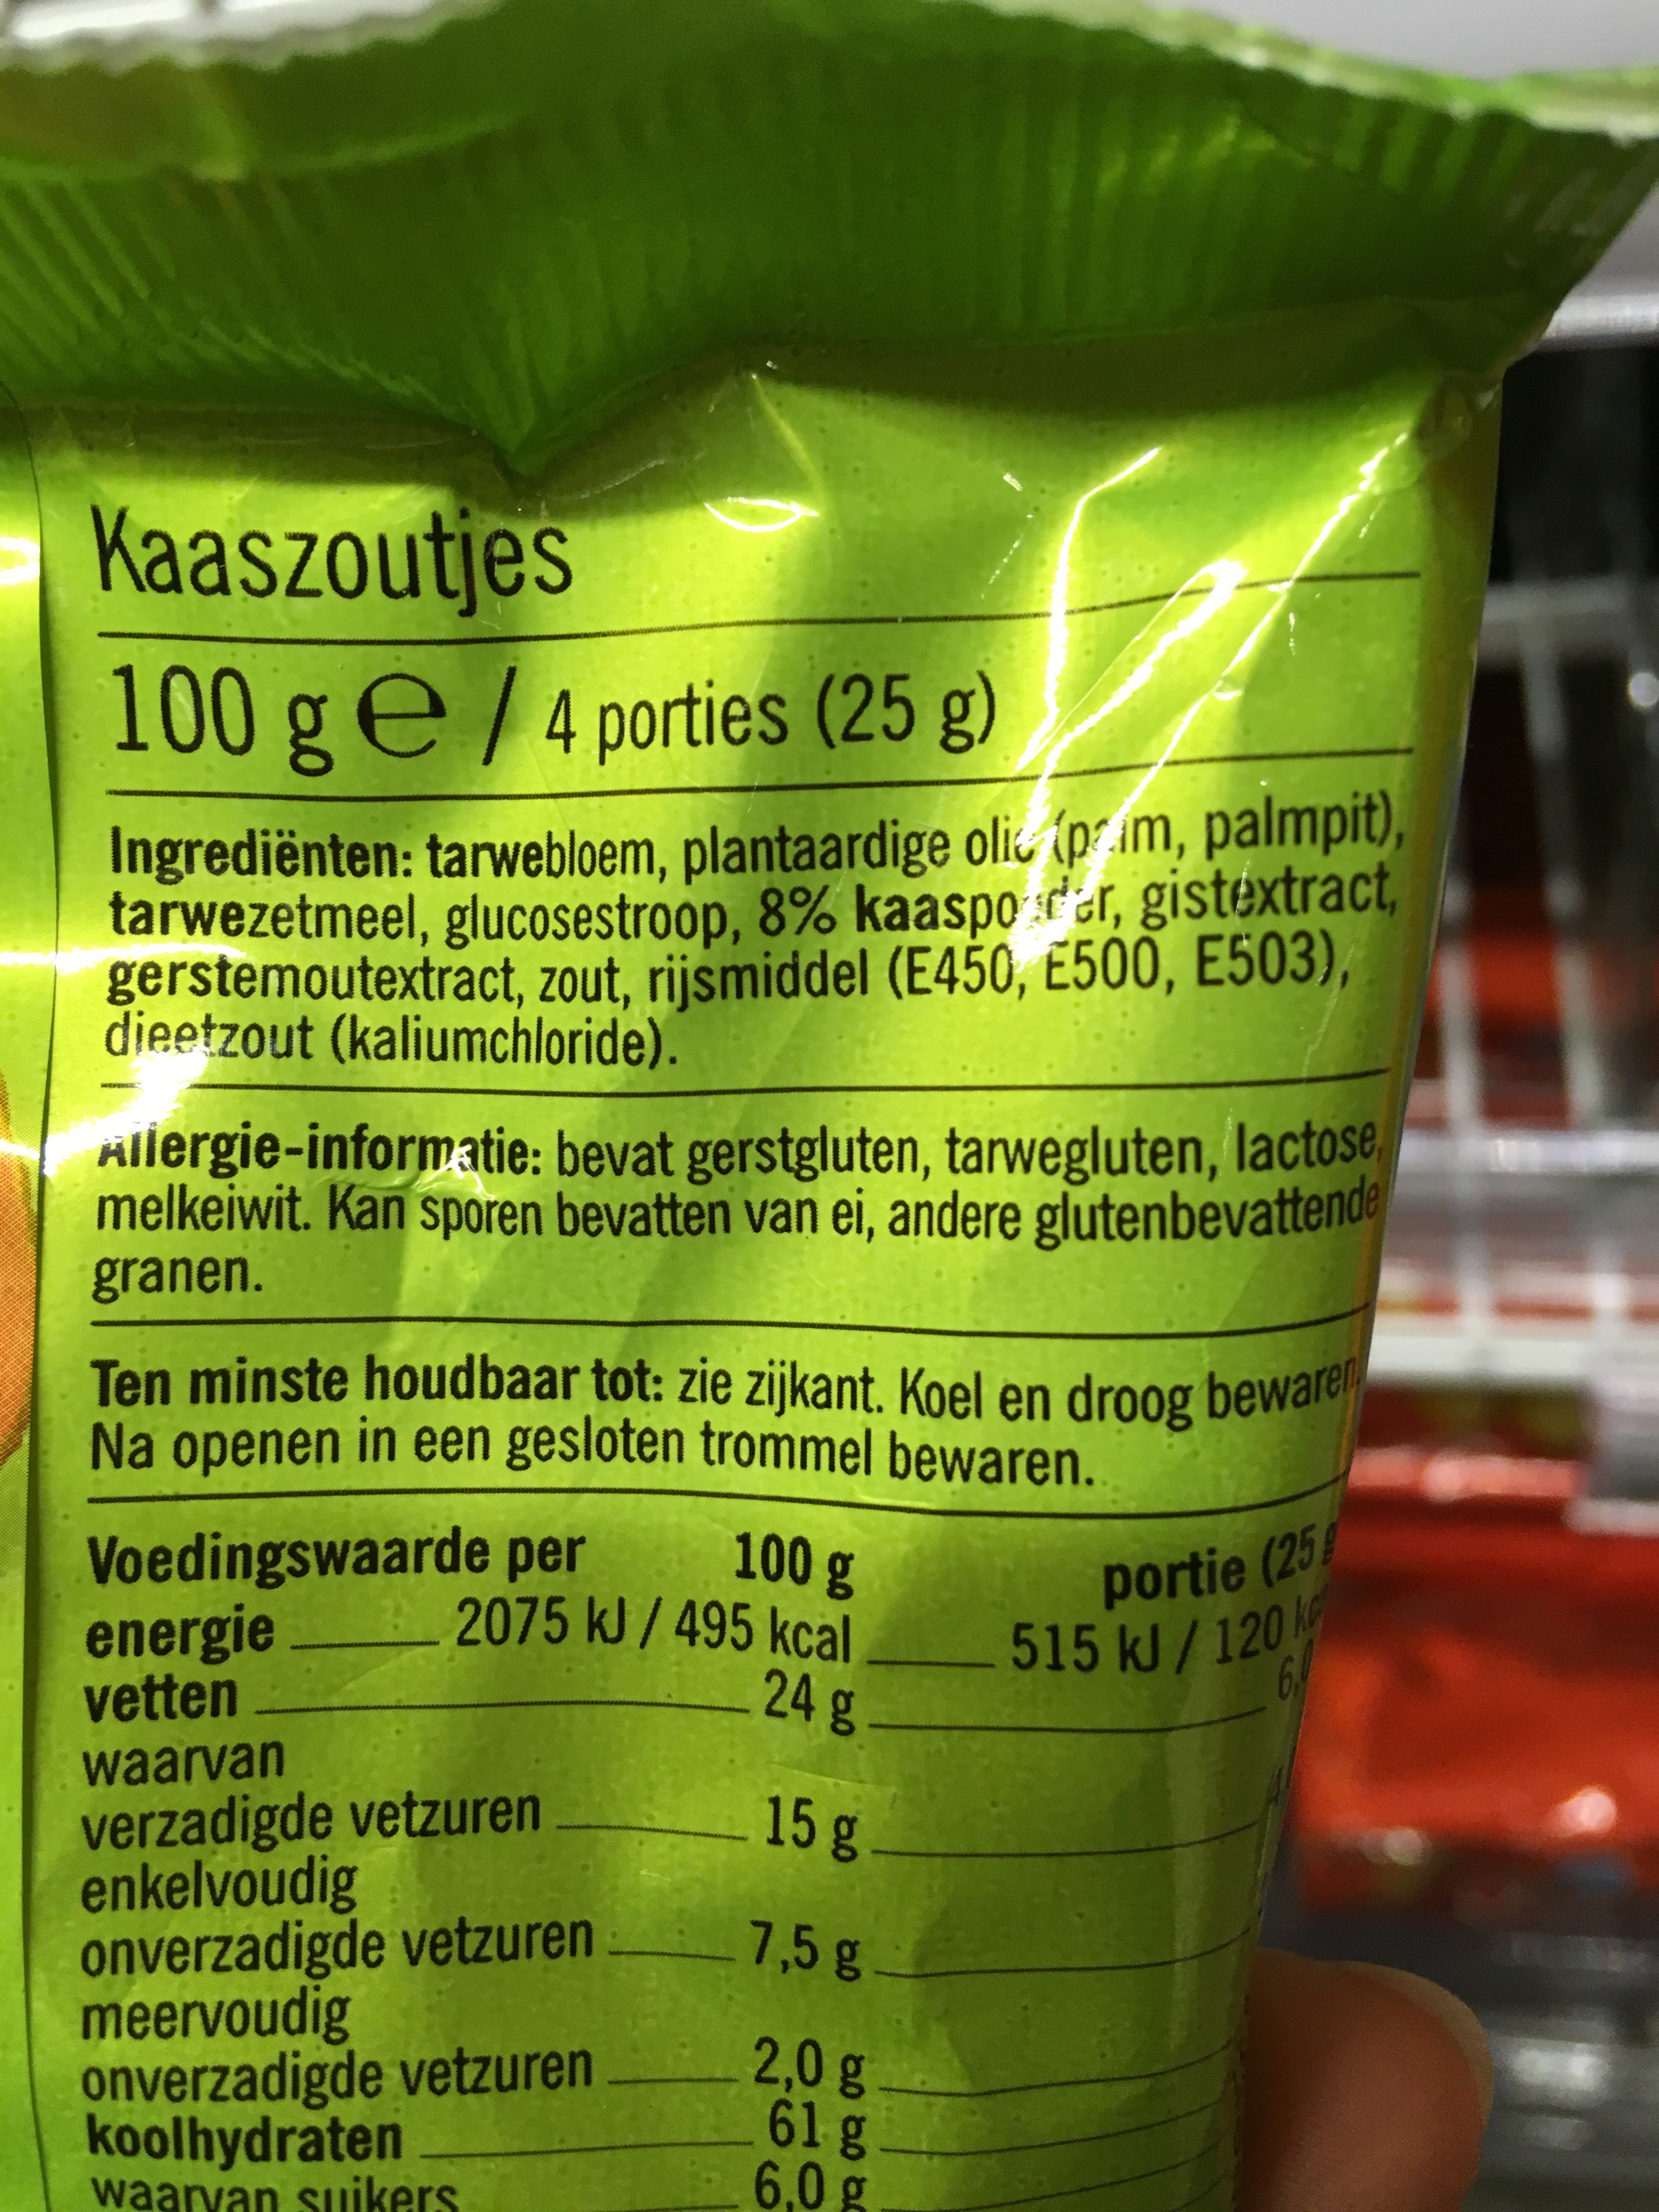 Kaaszoutjes
100 g ℮ / 4 porties (25 g)
Ingrediënten: tarwebloem, plantaardige olie (palm, palmpit),
tarwezetmeel, glucosestroop, 8% kaaspoeder, gistextract,
gerstemoutextract, zout, rijsmiddel (E450, E500, E503),
dieetzout (kaliumchloride).
Allergie-informatie: bevat gerstgluten, tarwegluten, lactose,
melkeiwit. Kan sporen bevatten van ei, andere glutenbevattende
granen.
Ten minste houdbaar tot: zie zijkant. Koel en droog bewaren.
Na openen in een gesloten trommel bewaren.
Voedingswaarde per 100 g portie (25 g
energie 2075 kJ / 495 kcal 515 kJ / 120 kc
vetten 24 g 6,0
waarvan
verzadigde vetzuren 15 g
enkelvoudig
onverzadigde vetzuren 7,5 g
meervoudig
onverzadigde vetzuren 2,0 g
koolhydraten 61 g
waarvan suikers 6,0 g